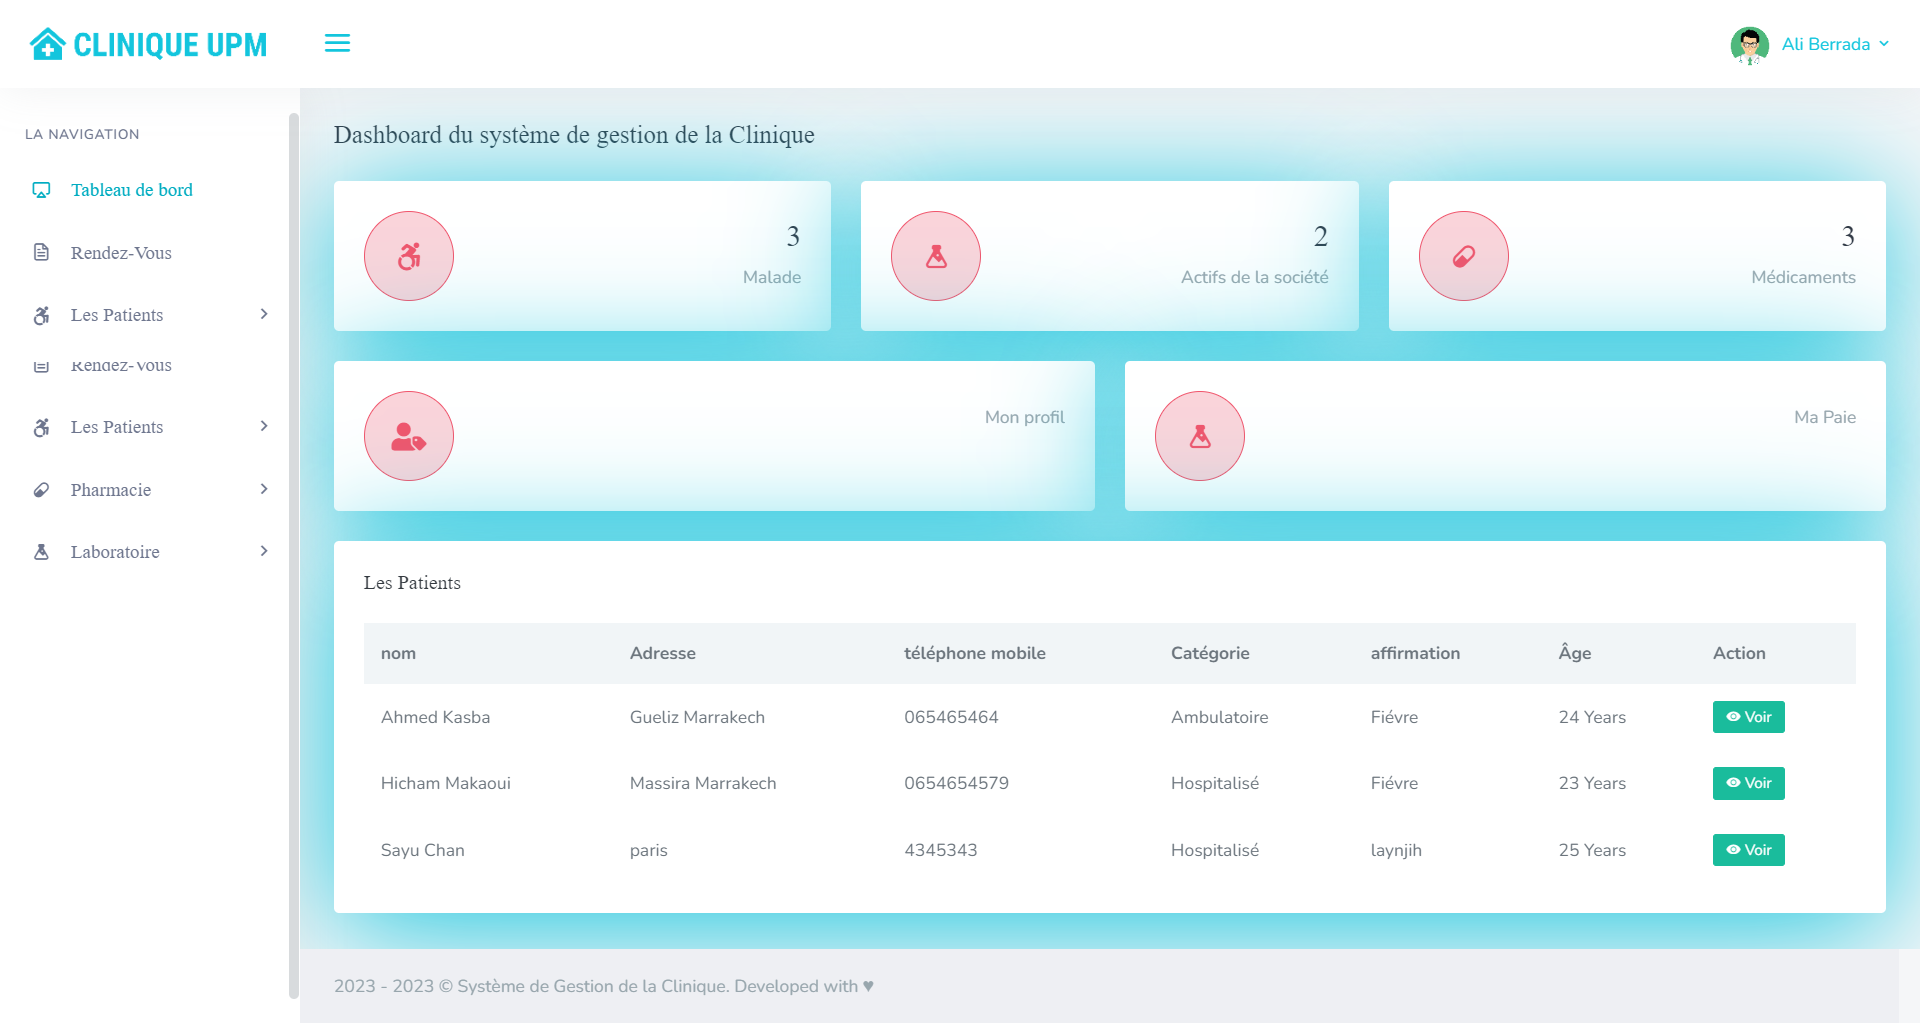 CLINIQUE UPM
Ali Berrada
LA NAVIGATION
Tableau de bord
Rendez-Vous
Les Patients
Rendez-Vous
Les Patients
Pharmacie
Laboratoire
Dashboard du système de gestion de la Clinique
3
Malade
2
Actifs de la société
3
Médicaments
Mon profil
Ma Paie
Les Patients
nom Adresse téléphone mobile Catégorie affirmation Âge Action
Ahmed Kasba Gueliz Marrakech 065465464 Ambulatoire Fiévre 24 Years Voir
Hicham Makaoui Massira Marrakech 0654654579 Hospitalisé Fiévre 23 Years Voir
Sayu Chan paris 4345343 Hospitalisé laynjih 25 Years Voir
2023 - 2023 © Système de Gestion de la Clinique. Developed with ♥